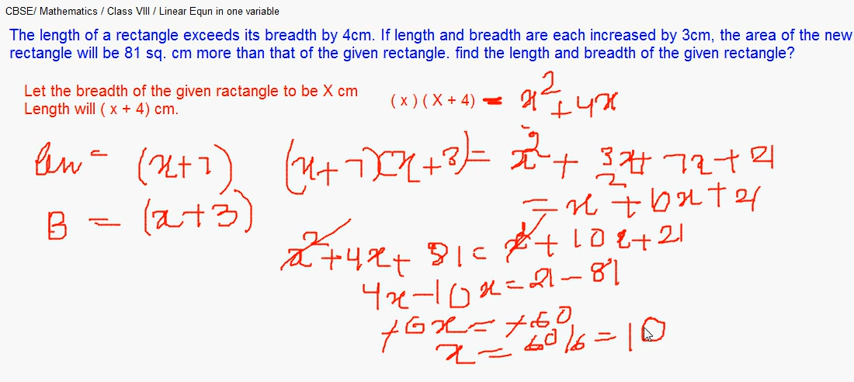 CBSE/ Mathematics / Class VIII / Linear Equn in one variable
The length of a rectangle exceeds its breadth by 4cm. If length and breadth are each increased by 3cm, the area of the new
rectangle will be 81 sq. cm more than that of the given rectangle. find the length and breadth of the given rectangle?
Let the breadth of the given ractangle to be X cm
Length will ( x + 4) cm.
( x ) ( X + 4) = x² + 4x
len = (x+7) (x+7)(x+3) = x² + 3x + 7x + 21
B = (x+3) = x² + 10x + 21
x² + 4x + 81 = x² + 10x + 21
4x - 10x = 21 - 81
+6x = +60
x = 60/6 = 10